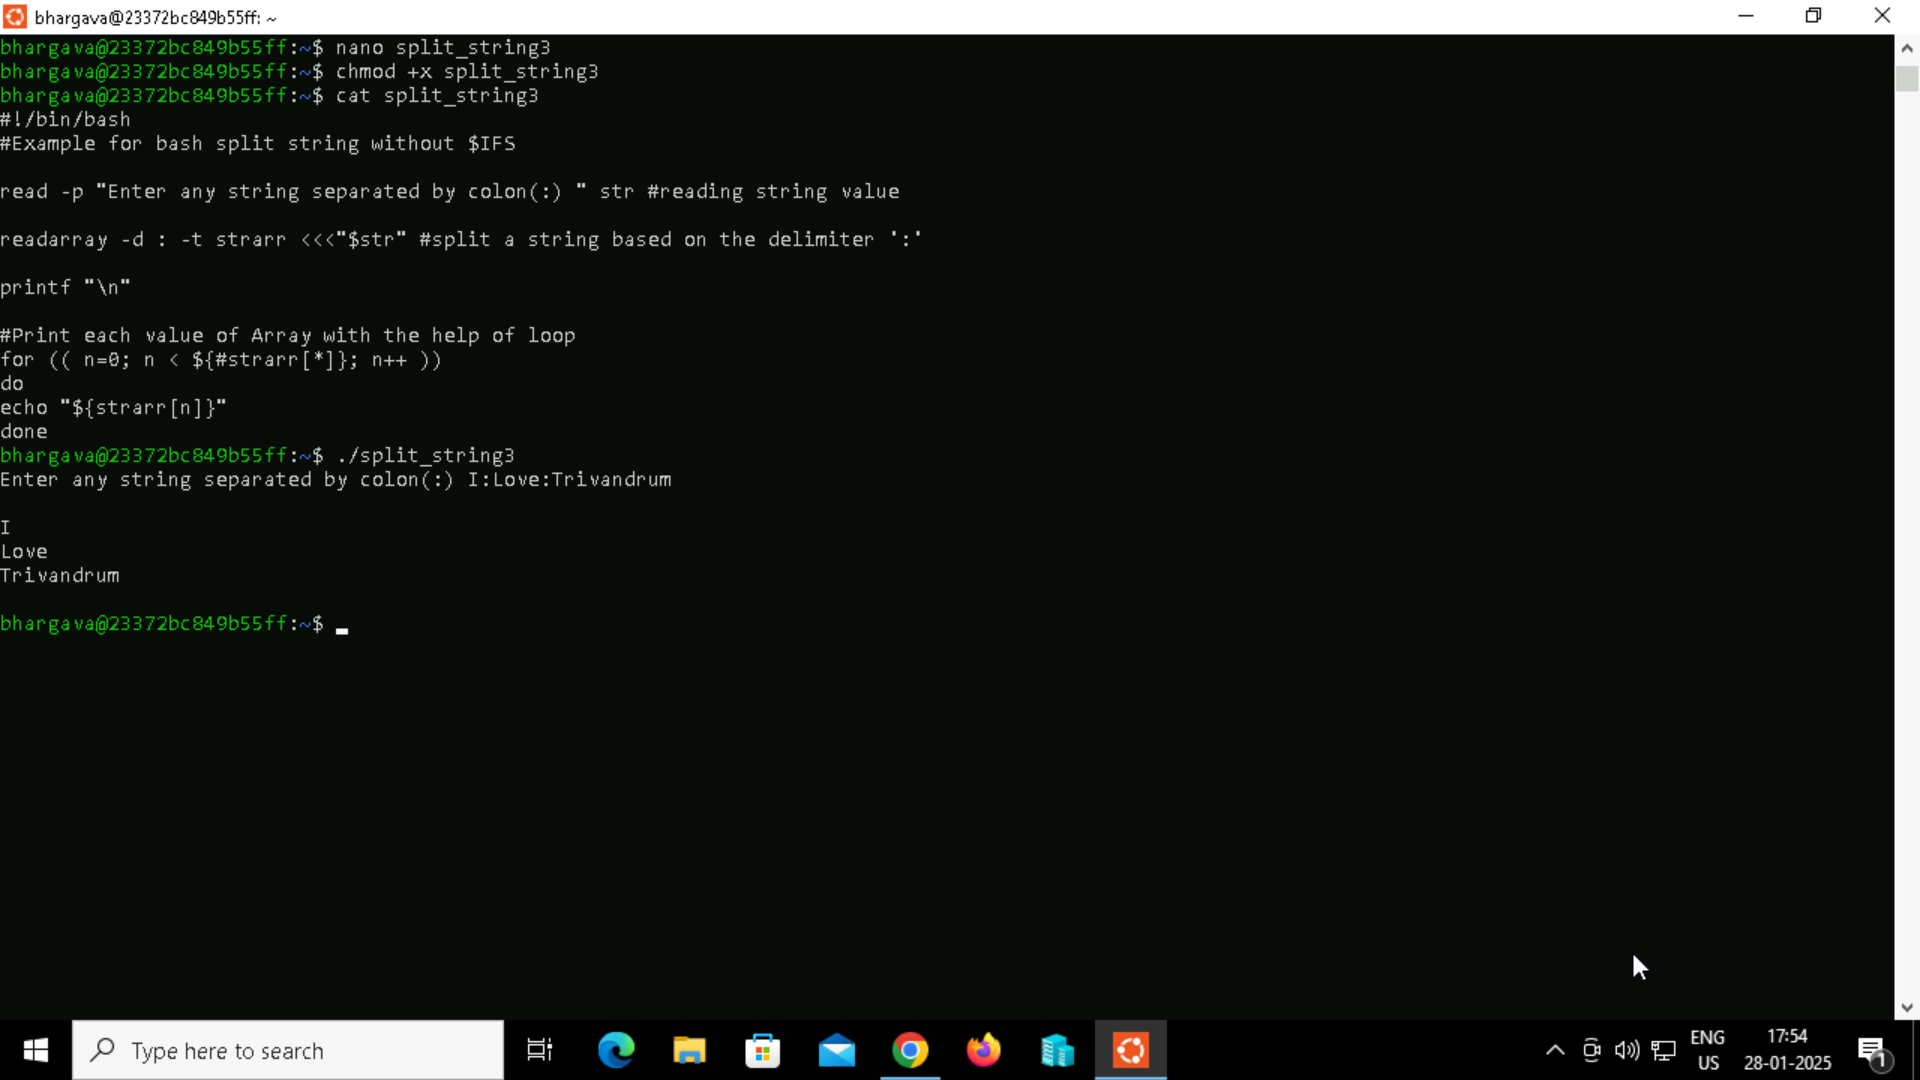 bhargava@23372bc849b55ff: ~
bhargava@23372bc849b55ff:~$ nano split_string3
bhargava@23372bc849b55ff:~$ chmod +x split_string3
bhargava@23372bc849b55ff:~$ cat split_string3
#!/bin/bash
#Example for bash split string without $IFS
read -p "Enter any string separated by colon(:) " str #reading string value
readarray -d : -t strarr <<<"$str" #split a string based on the delimiter ':'
printf "\n"
#Print each value of Array with the help of loop
for (( n=0; n < ${#strarr[*]}; n++ ))
do
echo "${strarr[n]}"
done
bhargava@23372bc849b55ff:~$ ./split_string3
Enter any string separated by colon(:) I:Love:Trivandrum
I
Love
Trivandrum
bhargava@23372bc849b55ff:~$
Type here to search
ENG
US
17:54
28-01-2025
1